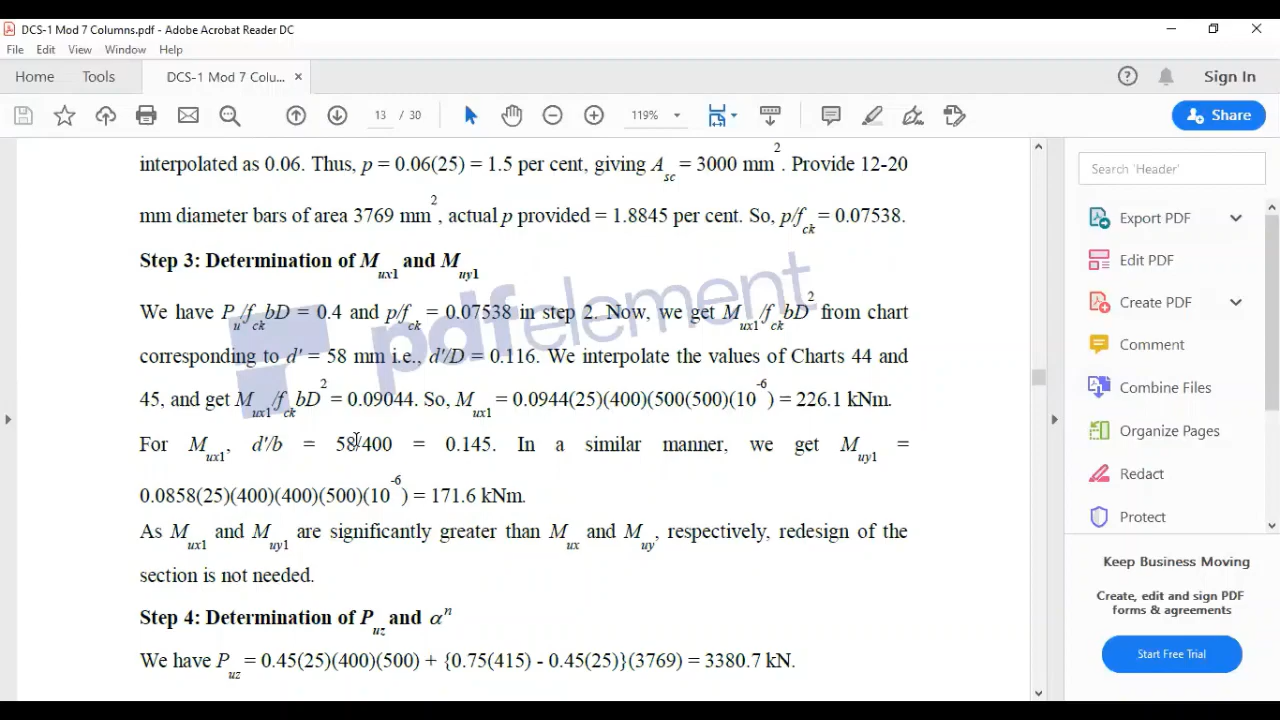 DCS-1 Mod 7 Columns.pdf - Adobe Acrobat Reader DC
File Edit View Window Help
Home Tools DCS-1 Mod 7 Colu... × Sign In
13 / 30 119% Share
interpolated as 0.06. Thus, p = 0.06(25) = 1.5 per cent, giving A_sc = 3000 mm². Provide 12-20
mm diameter bars of area 3769 mm², actual p provided = 1.8845 per cent. So, p/f_ck = 0.07538.
Step 3: Determination of M_ux1 and M_uy1
We have P_u/f_ck bD = 0.4 and p/f_ck = 0.07538 in step 2. Now, we get M_ux1/f_ck bD² from chart
corresponding to d' = 58 mm i.e., d'/D = 0.116. We interpolate the values of Charts 44 and
45, and get M_ux1/f_ck bD² = 0.09044. So, M_ux1 = 0.0944(25)(400)(500(500)(10⁻⁶) = 226.1 kNm.
For M_ux1, d'/b = 58/400 = 0.145. In a similar manner, we get M_uy1 =
0.0858(25)(400)(400)(500)(10⁻⁶) = 171.6 kNm.
As M_ux1 and M_uy1 are significantly greater than M_ux and M_uy, respectively, redesign of the
section is not needed.
Step 4: Determination of P_uz and αⁿ
We have P_uz = 0.45(25)(400)(500) + {0.75(415) - 0.45(25)}(3769) = 3380.7 kN.
pdfelement
Search 'Header'
Export PDF
Edit PDF
Create PDF
Comment
Combine Files
Organize Pages
Redact
Protect
Keep Business Moving
Create, edit and sign PDF
forms & agreements
Start Free Trial